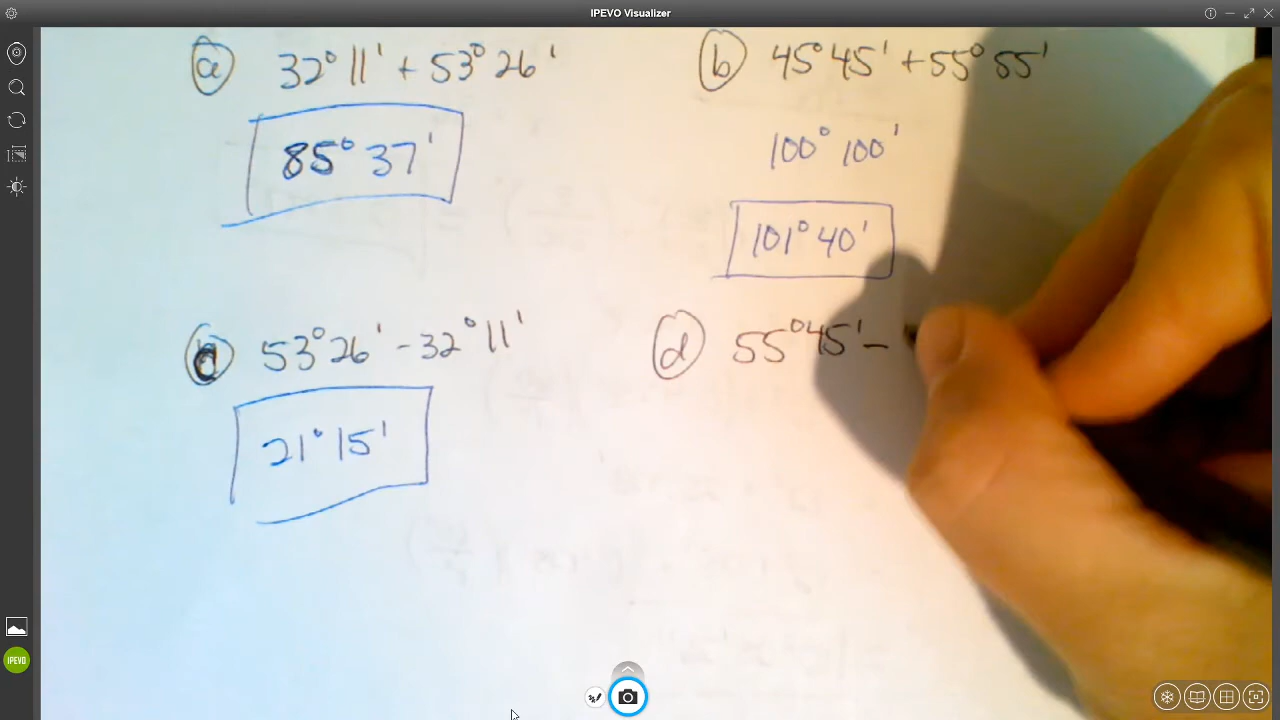 IPEVO Visualizer
ⓐ 32°11' + 53°26'
85°37'
ⓑ 45°45' + 55°55'
100°100'
101°40'
53°26' - 32°11'
21°15'
ⓓ 55°45' -
IPEVO